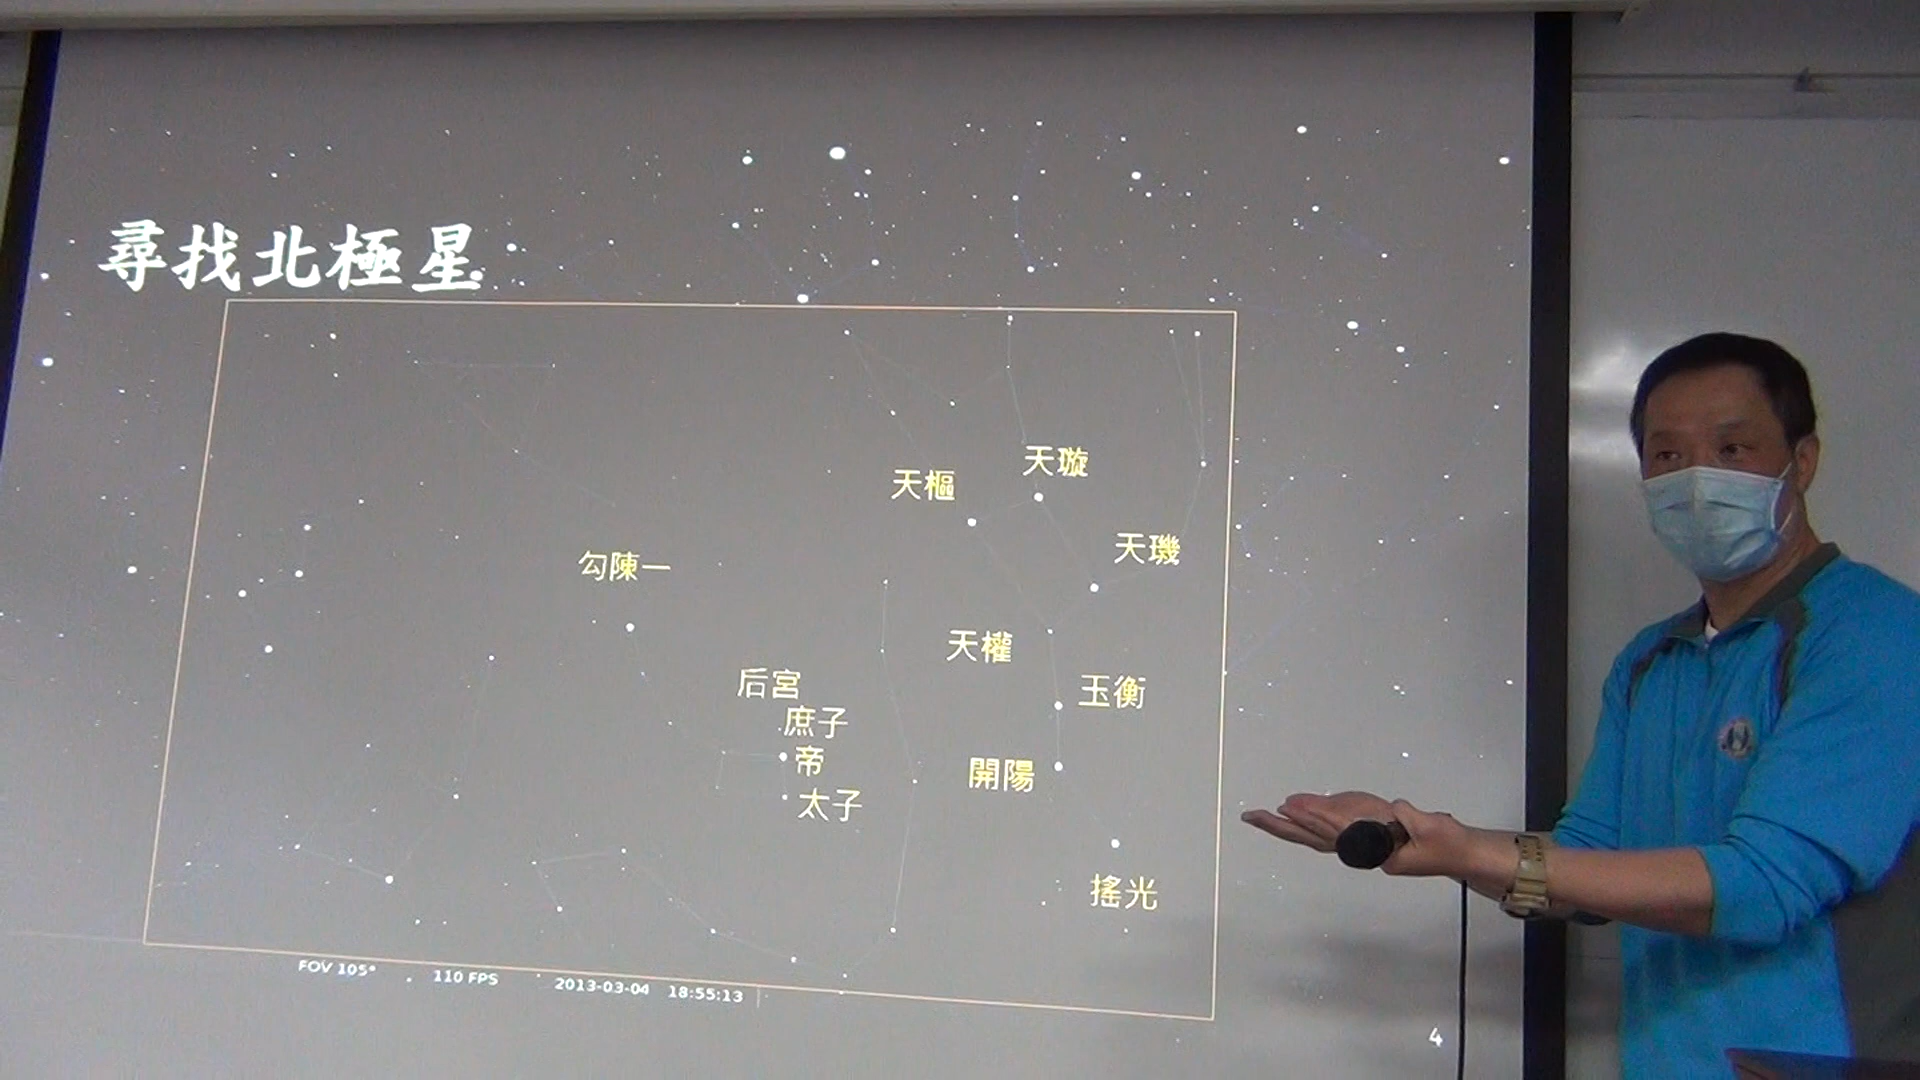 尋找北極星
天璇
天樞
天璣
勾陳一
天權
后宮
玉衡
庶子
帝
開陽
太子
搖光
FOV 105°
110 FPS
2013-03-04 18:55:13
4